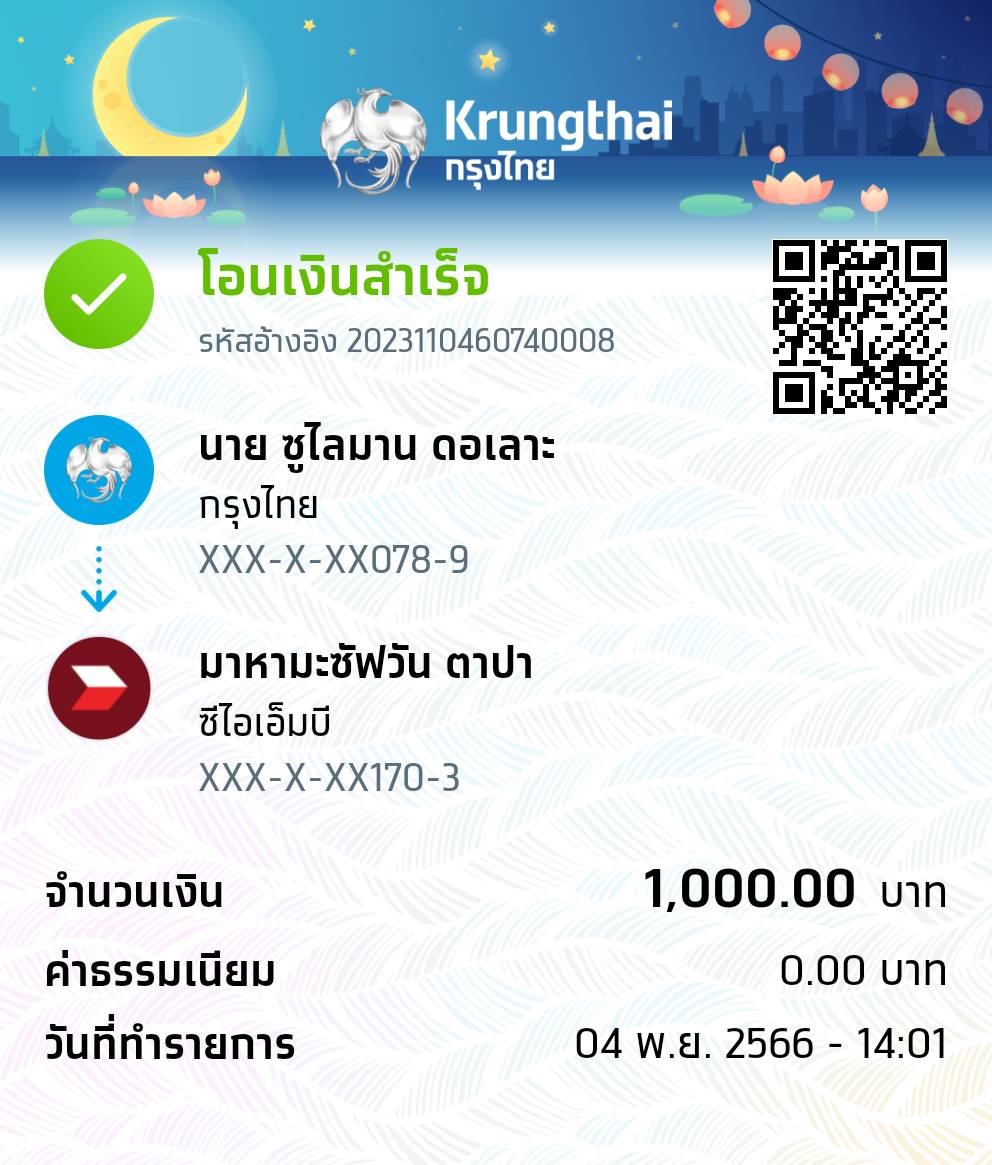 Krungthai
กรุงไทย
โอนเงินสำเร็จ
รหัสอ้างอิง 2023110460740008
นาย ซูไลมาน ดอเลาะ
กรุงไทย
XXX-X-XX078-9
มาหามะซัฟวัน ตาปา
ซีไอเอ็มบี
XXX-X-XX170-3
จำนวนเงิน 1,000.00 บาท
ค่าธรรมเนียม 0.00 บาท
วันที่ทำรายการ 04 พ.ย. 2566 - 14:01